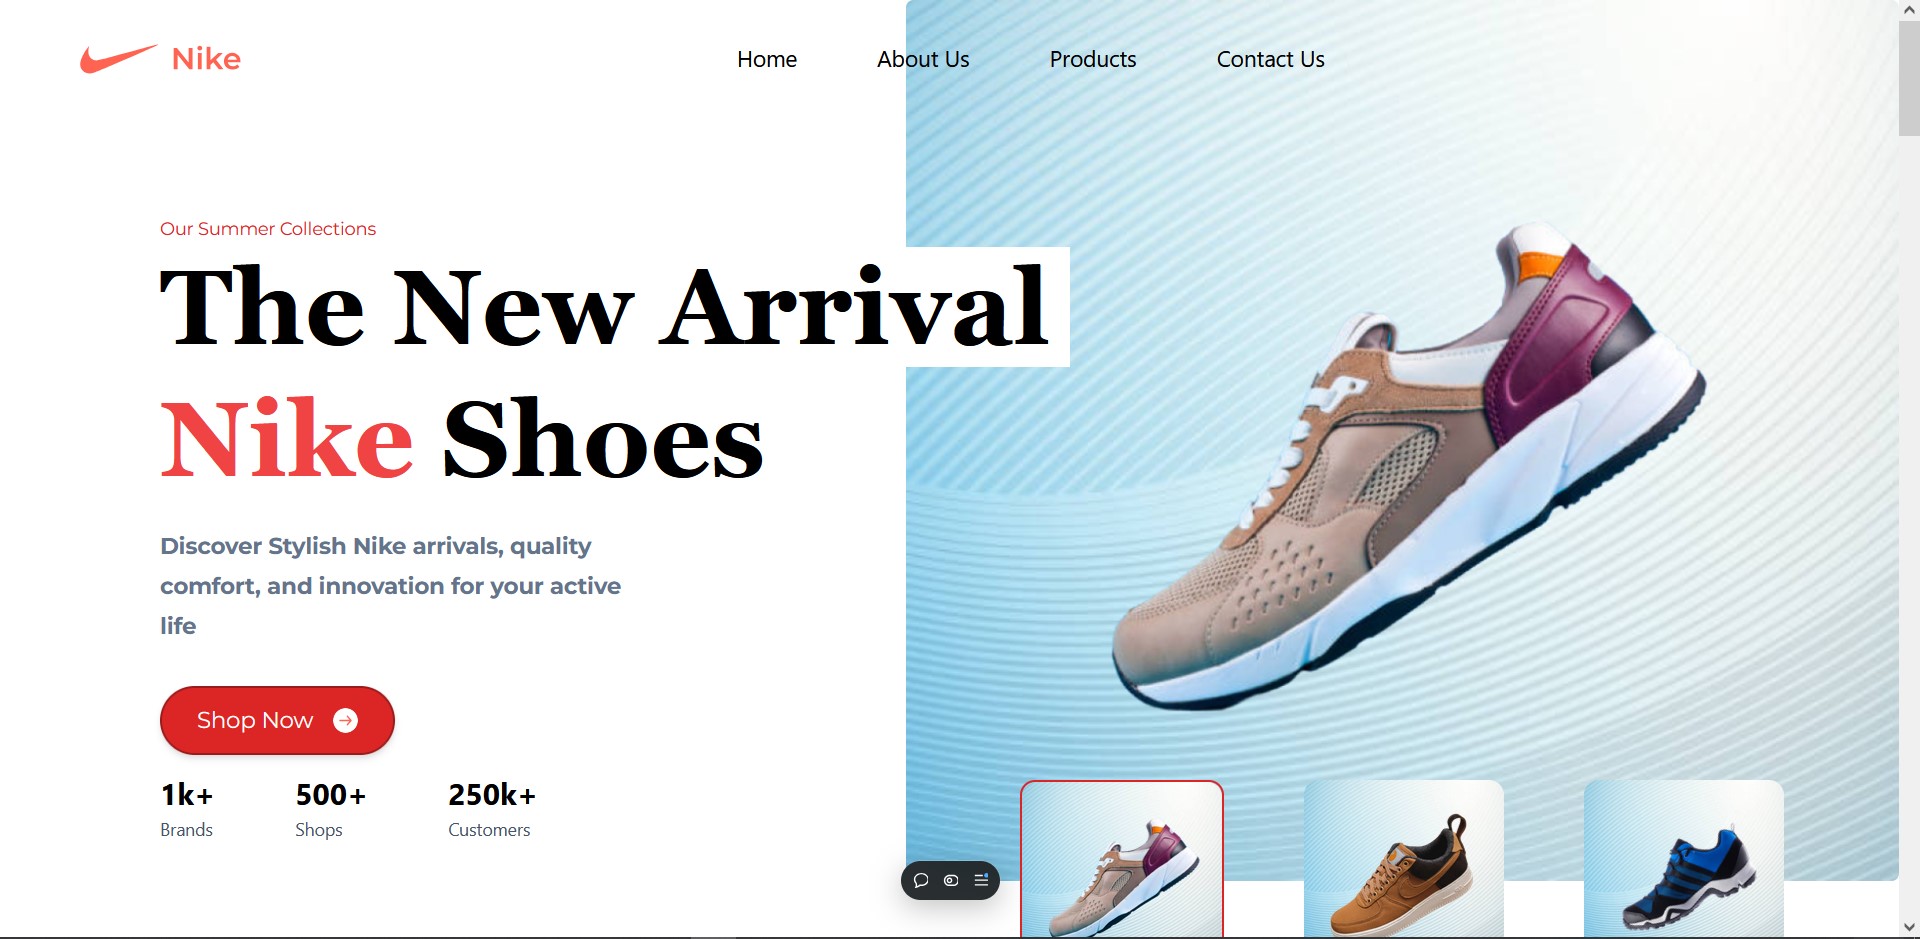 Nike
Home About Us Products Contact Us
Our Summer Collections
The New Arrival
Nike Shoes
Discover Stylish Nike arrivals, quality
comfort, and innovation for your active
life
Shop Now
1k+ 500+ 250k+
Brands Shops Customers